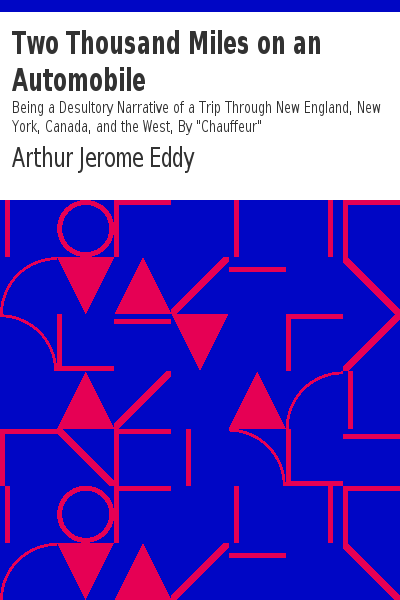 Two Thousand Miles on an
Automobile
Being a Desultory Narrative of a Trip Through New England, New
York, Canada, and the West, By "Chauffeur"
Arthur Jerome Eddy